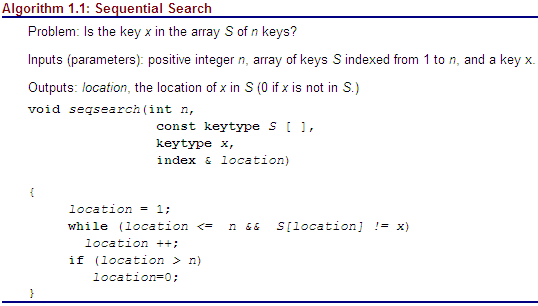 Algorithm 1.1: Sequential Search
Problem: Is the key x in the array S of n keys?
Inputs (parameters): positive integer n, array of keys S indexed from 1 to n, and a key x.
Outputs: location, the location of x in S (0 if x is not in S.)
void seqsearch(int n,
const keytype S [ ],
keytype x,
index & location)
{
location = 1;
while (location <= n && S[location] != x)
location ++;
if (location > n)
location=0;
}